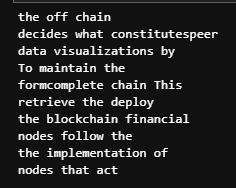 the off chain
decides what constitutespeer
data visualizations by
To maintain the
formcomplete chain This
retrieve the deploy
the blockchain financial
nodes follow the
the implementation of
nodes that act